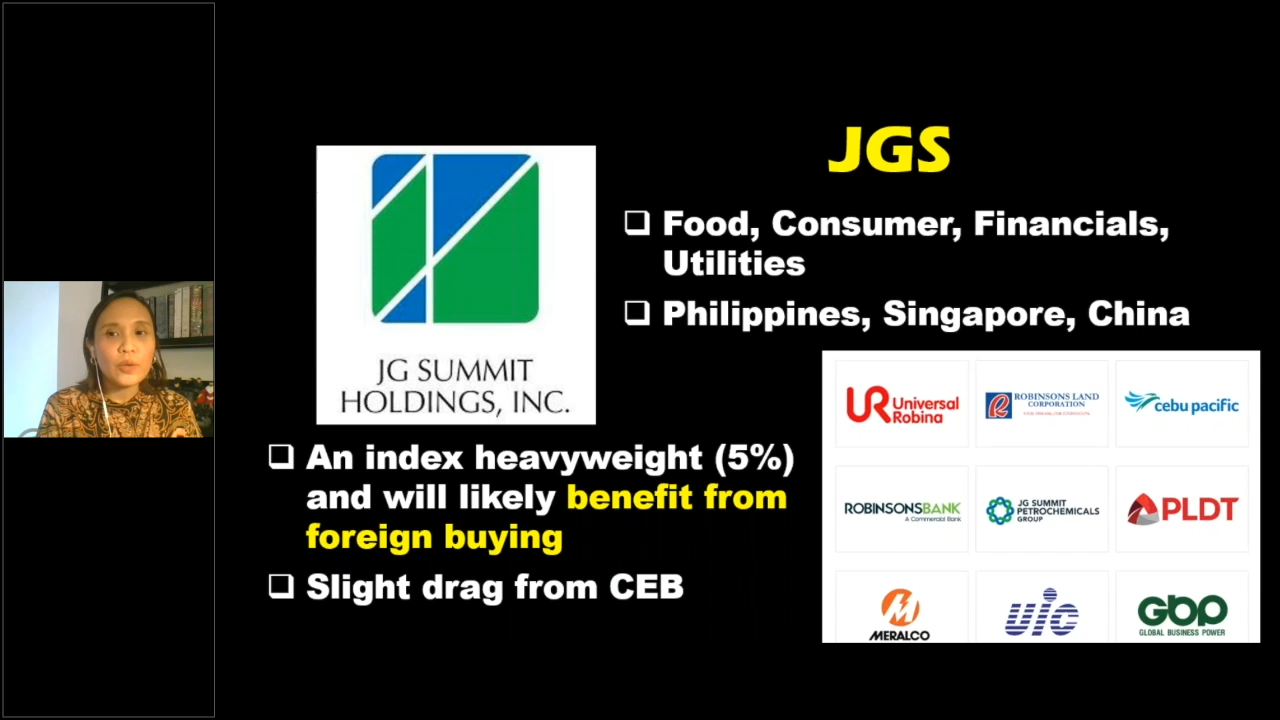 JGS
JG SUMMIT
HOLDINGS, INC.
❑ Food, Consumer, Financials,
Utilities
❑ Philippines, Singapore, China
❑ An index heavyweight (5%)
and will likely benefit from
foreign buying
❑ Slight drag from CEB
UR Universal
Robina
R ROBINSONS LAND
CORPORATION
cebu pacific
ROBINSONSBANK
A Commercial Bank
JG SUMMIT
PETROCHEMICALS
GROUP
PLDT
MERALCO
uic
Gbp
GLOBAL BUSINESS POWER